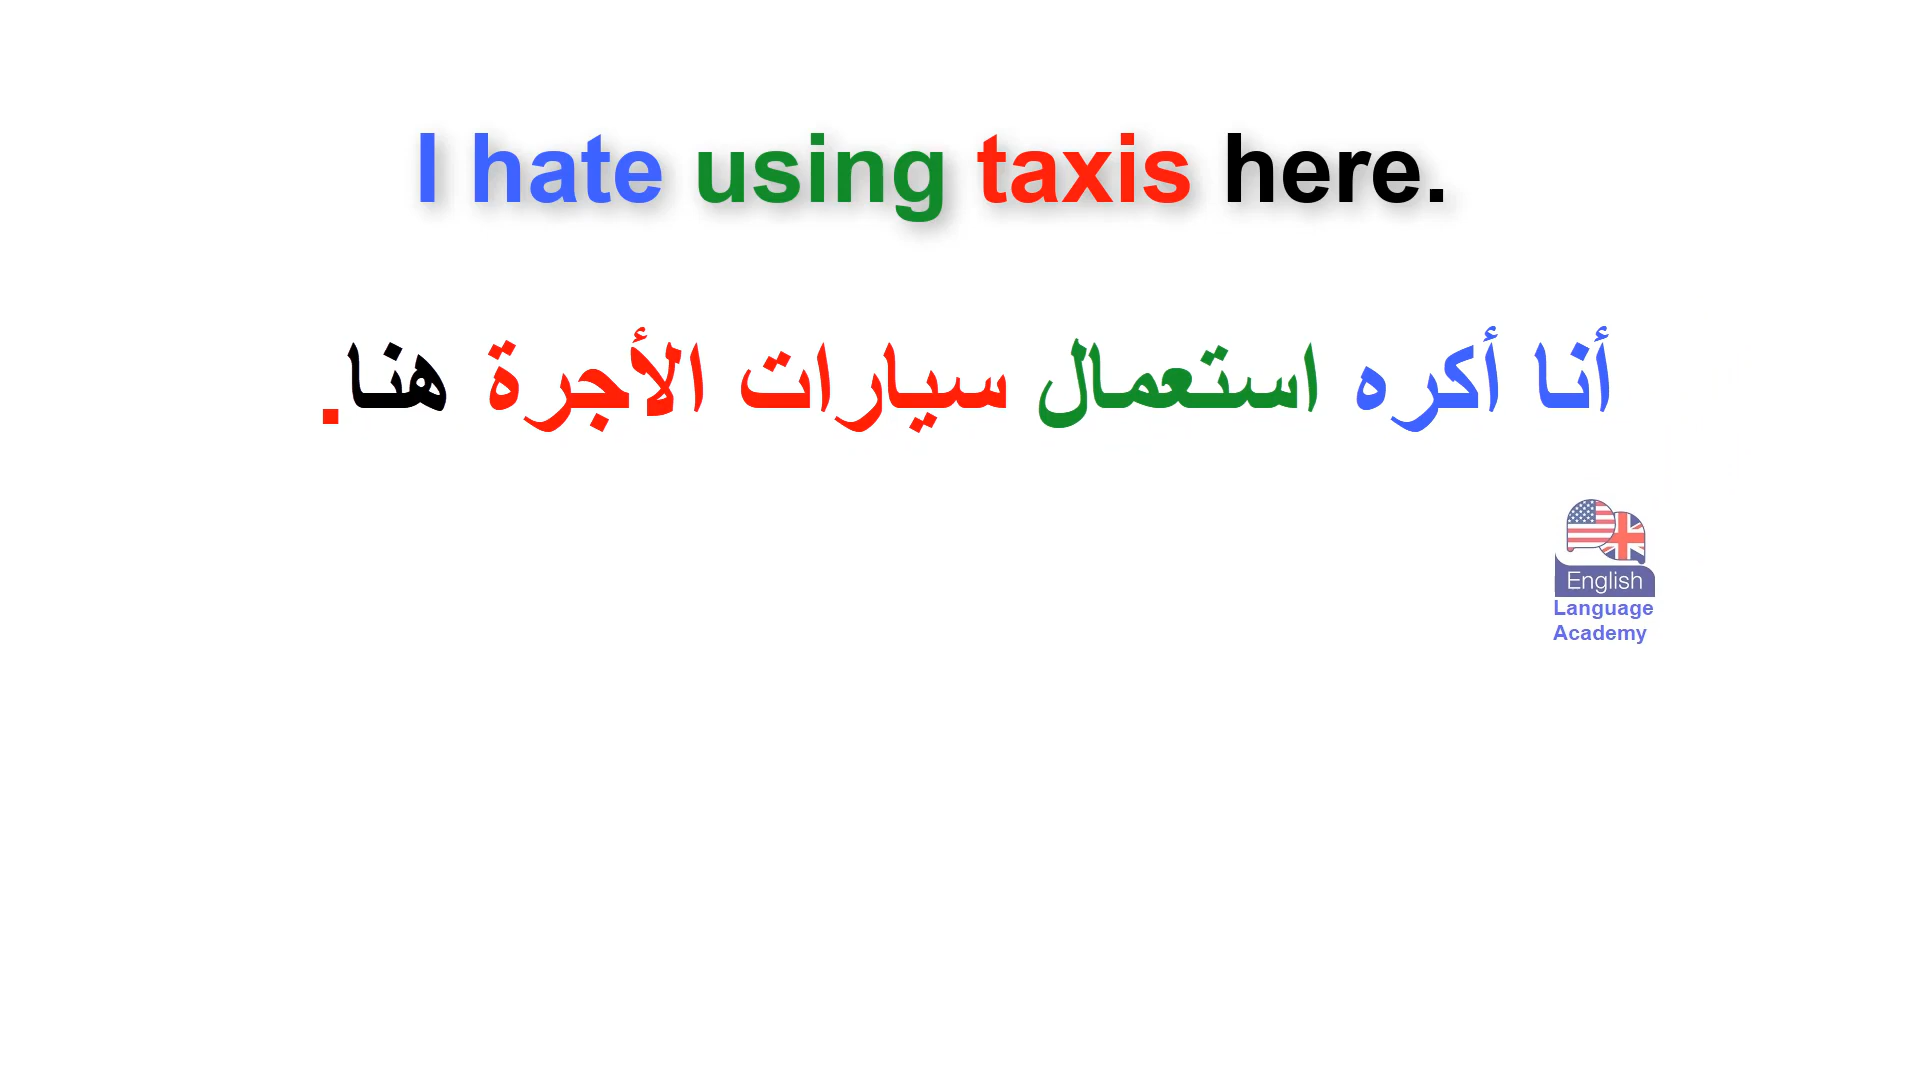 I hate using taxis here.
أنا أكره استعمال سيارات الأجرة هنا.
English
Language
Academy